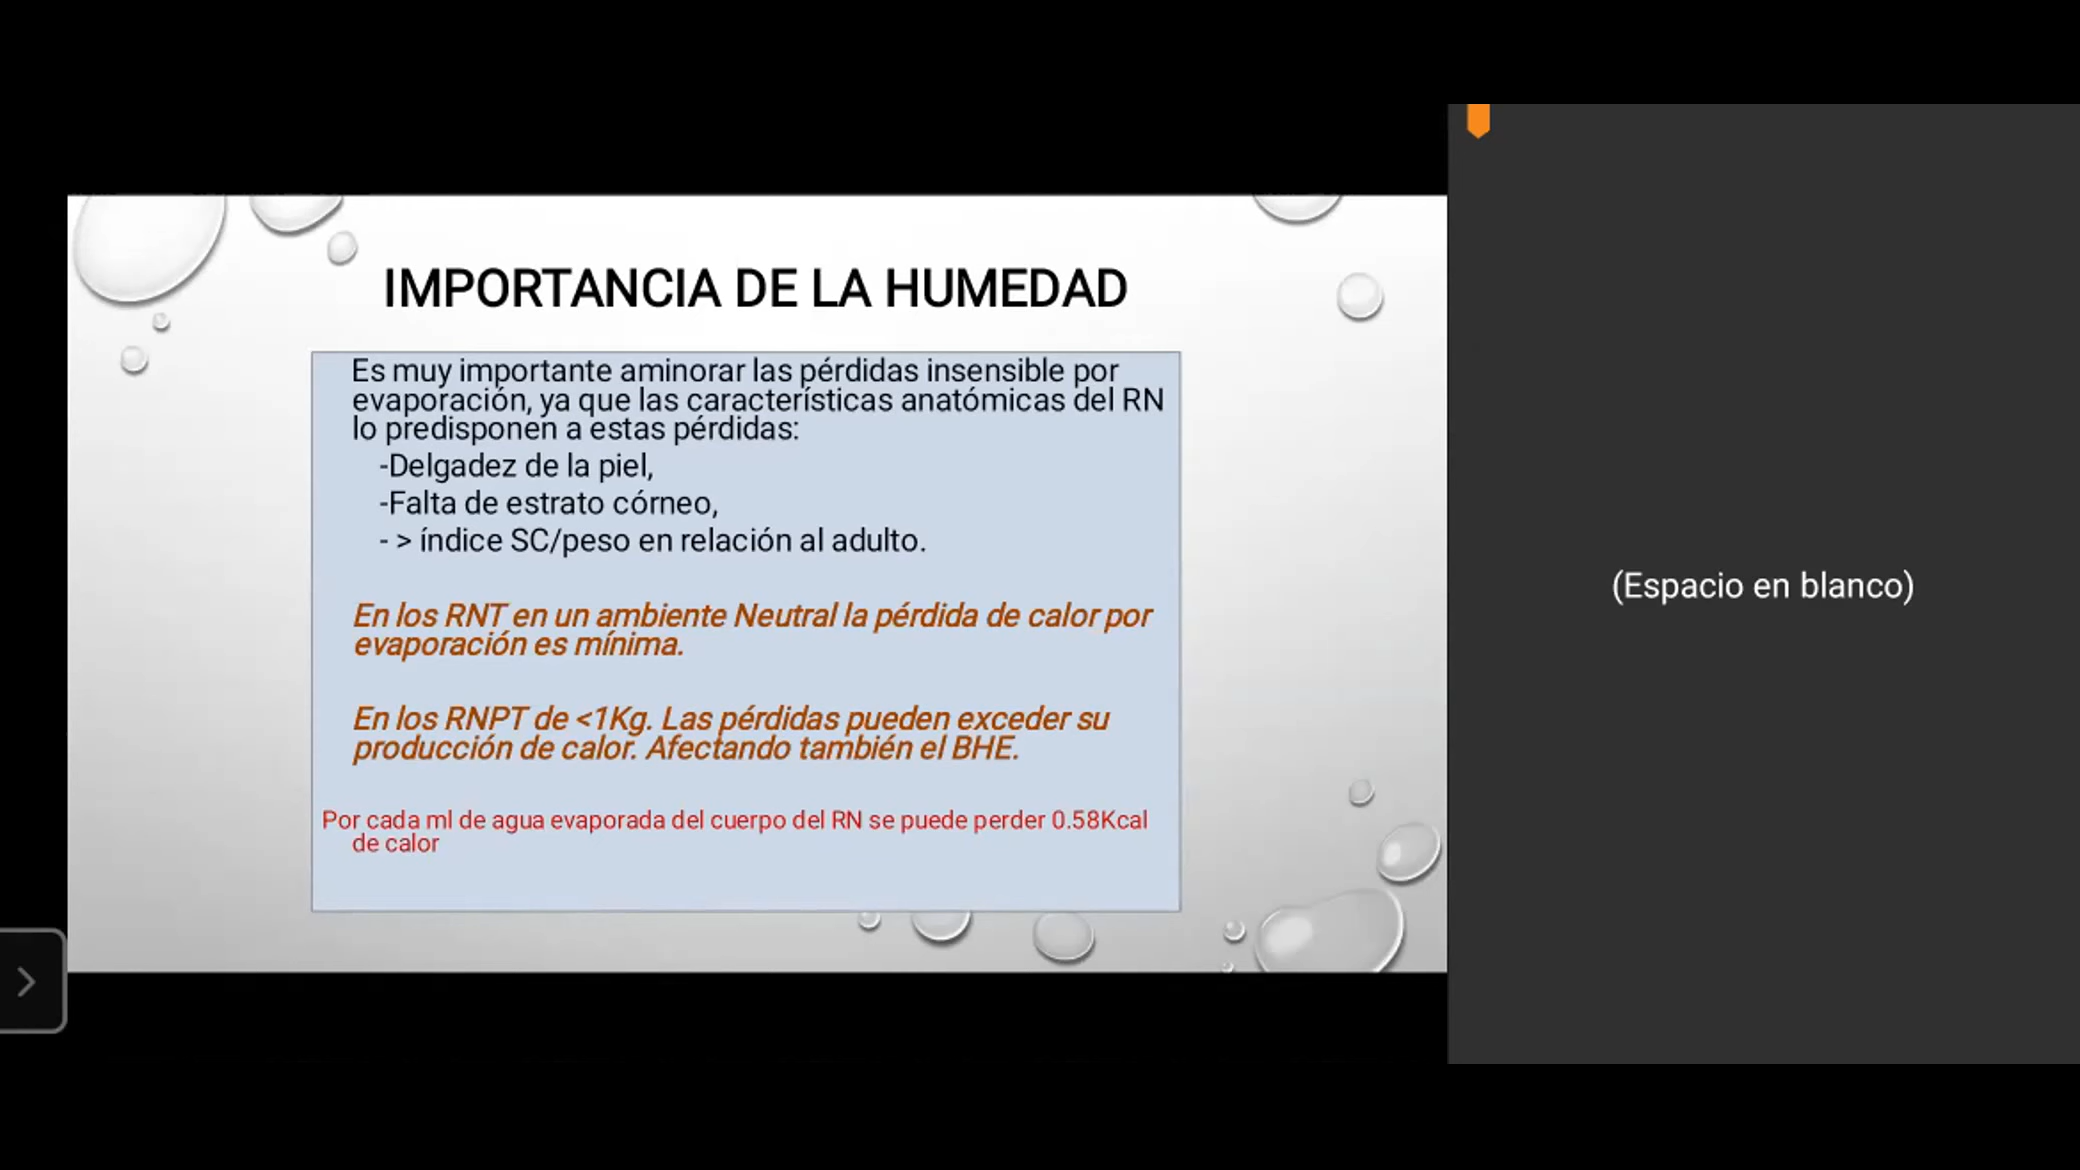 IMPORTANCIA DE LA HUMEDAD
Es muy importante aminorar las pérdidas insensible por
evaporación, ya que las características anatómicas del RN
lo predisponen a estas pérdidas:
-Delgadez de la piel,
-Falta de estrato córneo,
- > índice SC/peso en relación al adulto.
En los RNT en un ambiente Neutral la pérdida de calor por
evaporación es mínima.
En los RNPT de <1Kg. Las pérdidas pueden exceder su
producción de calor. Afectando también el BHE.
Por cada ml de agua evaporada del cuerpo del RN se puede perder 0.58Kcal
de calor
(Espacio en blanco)